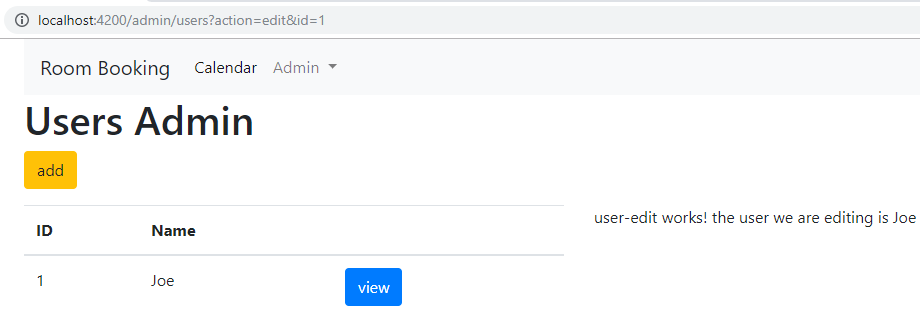 localhost:4200/admin/users?action=edit&id=1
Room Booking Calendar Admin
Users Admin
add
ID Name
user-edit works! the user we are editing is Joe
1 Joe view